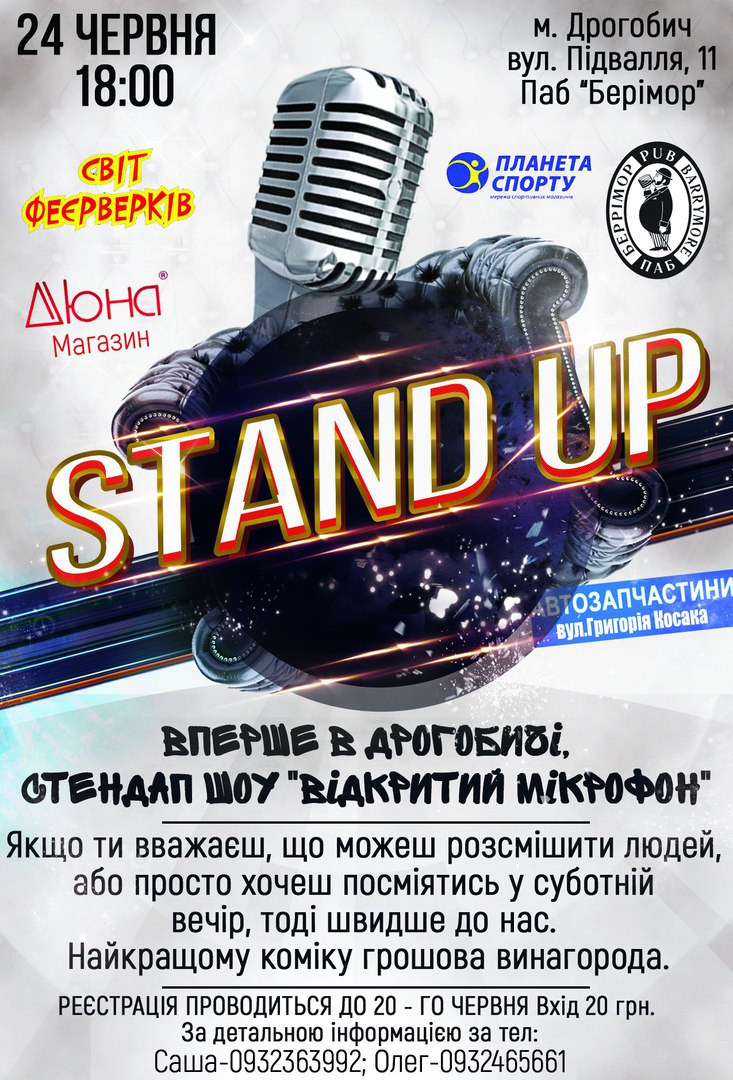 24 ЧЕРВНЯ
18:00
м. Дрогобич
вул. Підвалля, 11
Паб “Берімор”
СВІТ
ФЕЄРВЕРКІВ
ПЛАНЕТА
СПОРТУ
мережа спортивних магазинів
БЕРРІМОР PUB BARRYMORE ПАБ
Дюна®
Магазин
STAND UP
АВТОЗАПЧАСТИНИ
вул.Григорія Косака
ВПЕРШЕ В ДРОГОБИЧі,
СТЕНДАП ШОУ "ВіДКРИТИЙ МіКРОФОН"
Якщо ти вважаєш, що можеш розсмішити людей,
або просто хочеш посміятись у суботній
вечір, тоді швидше до нас.
Найкращому коміку грошова винагорода.
РЕЄСТРАЦІЯ ПРОВОДИТЬСЯ ДО 20 - ГО ЧЕРВНЯ Вхід 20 грн.
За детальною інформацією за тел:
Саша-0932363992; Олег-0932465661